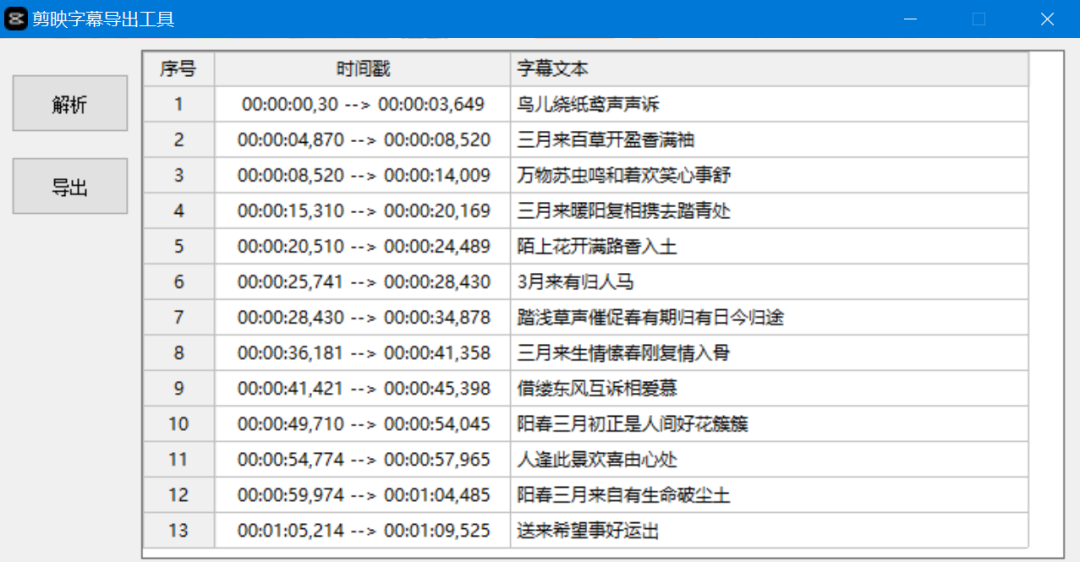 剪映字幕导出工具
解析
导出
序号 时间戳 字幕文本
1 00:00:00,30 --> 00:00:03,649 鸟儿绕纸鸢声声诉
2 00:00:04,870 --> 00:00:08,520 三月来百草开盈香满袖
3 00:00:08,520 --> 00:00:14,009 万物苏虫鸣和着欢笑心事舒
4 00:00:15,310 --> 00:00:20,169 三月来暖阳复相携去踏青处
5 00:00:20,510 --> 00:00:24,489 陌上花开满路香入土
6 00:00:25,741 --> 00:00:28,430 3月来有归人马
7 00:00:28,430 --> 00:00:34,878 踏浅草声催促春有期归有日今归途
8 00:00:36,181 --> 00:00:41,358 三月来生情愫春刚复情入骨
9 00:00:41,421 --> 00:00:45,398 借缕东风互诉相爱慕
10 00:00:49,710 --> 00:00:54,045 阳春三月初正是人间好花簇簇
11 00:00:54,774 --> 00:00:57,965 人逢此景欢喜由心处
12 00:00:59,974 --> 00:01:04,485 阳春三月来自有生命破尘土
13 00:01:05,214 --> 00:01:09,525 送来希望事好运出